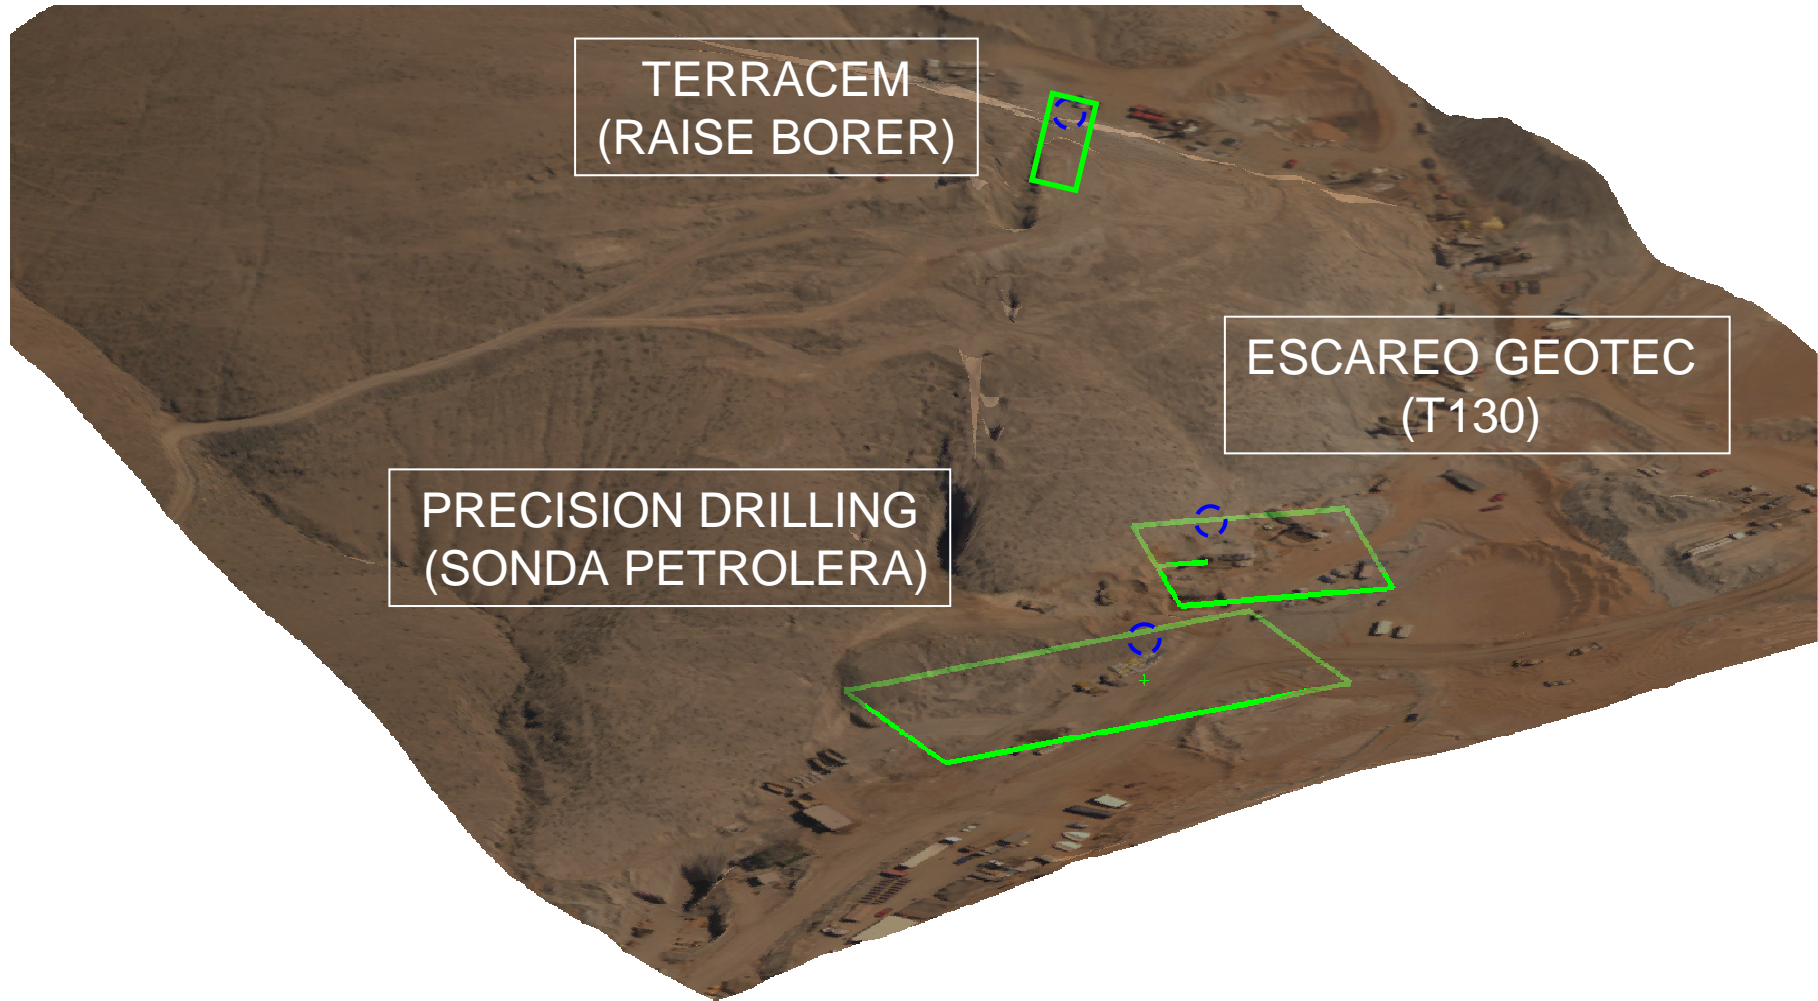 TERRACEM
(RAISE BORER)
ESCAREO GEOTEC
(T130)
PRECISION DRILLING
(SONDA PETROLERA)